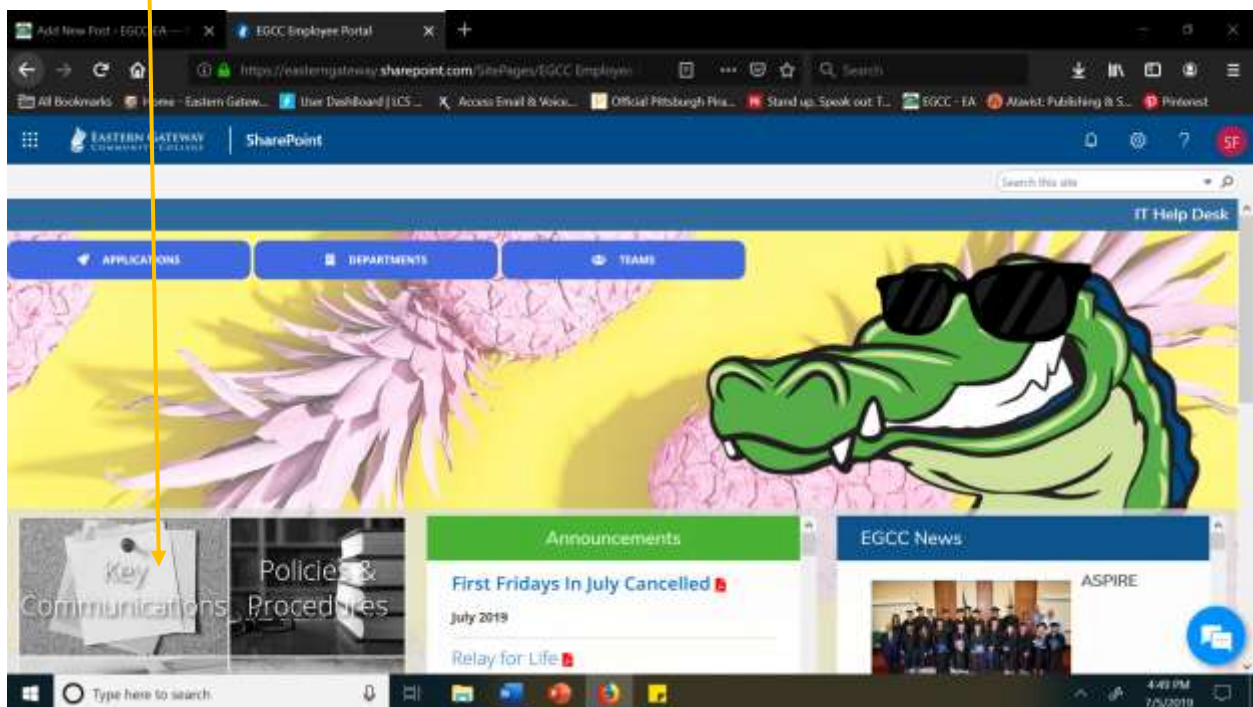 Add New Post - EGCC-EA —
EGCC Employee Portal
https://easterngateway.sharepoint.com/SitePages/EGCC Employee
Search
All Bookmarks
Home - Eastern Gatew...
User DashBoard | LCS ...
Access Email & Voice...
Official Pittsburgh Pira...
Stand up. Speak out. T...
EGCC - EA
Atavist: Publishing & S...
Pinterest
EASTERN GATEWAY
COMMUNITY COLLEGE
SharePoint
SF
Search this site
IT Help Desk
APPLICATIONS
DEPARTMENTS
TEAMS
Key
Communications
Policies &
Procedures
Announcements
First Fridays In July Cancelled
July 2019
Relay for Life
EGCC News
ASPIRE
Type here to search
4:49 PM
7/5/2019